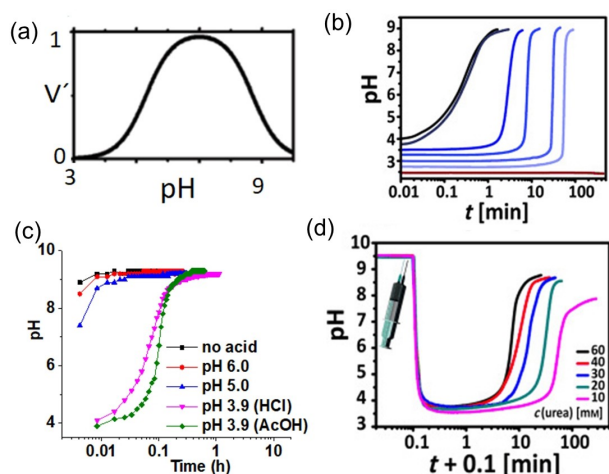 (a)
1
V´
0
3
pH
9
(b)
9
8
7
6
5
4
3
2
pH
0.01
0.1
1
10
100
t [min]
(c)
10
8
6
4
pH
no acid
pH 6.0
pH 5.0
pH 3.9 (HCl)
pH 3.9 (AcOH)
0.01
0.1
1
10
Time (h)
(d)
9
8
7
6
5
4
3
pH
60
40
30
20
10
c(urea) [mM]
0.1
1
10
100
t + 0.1 [min]